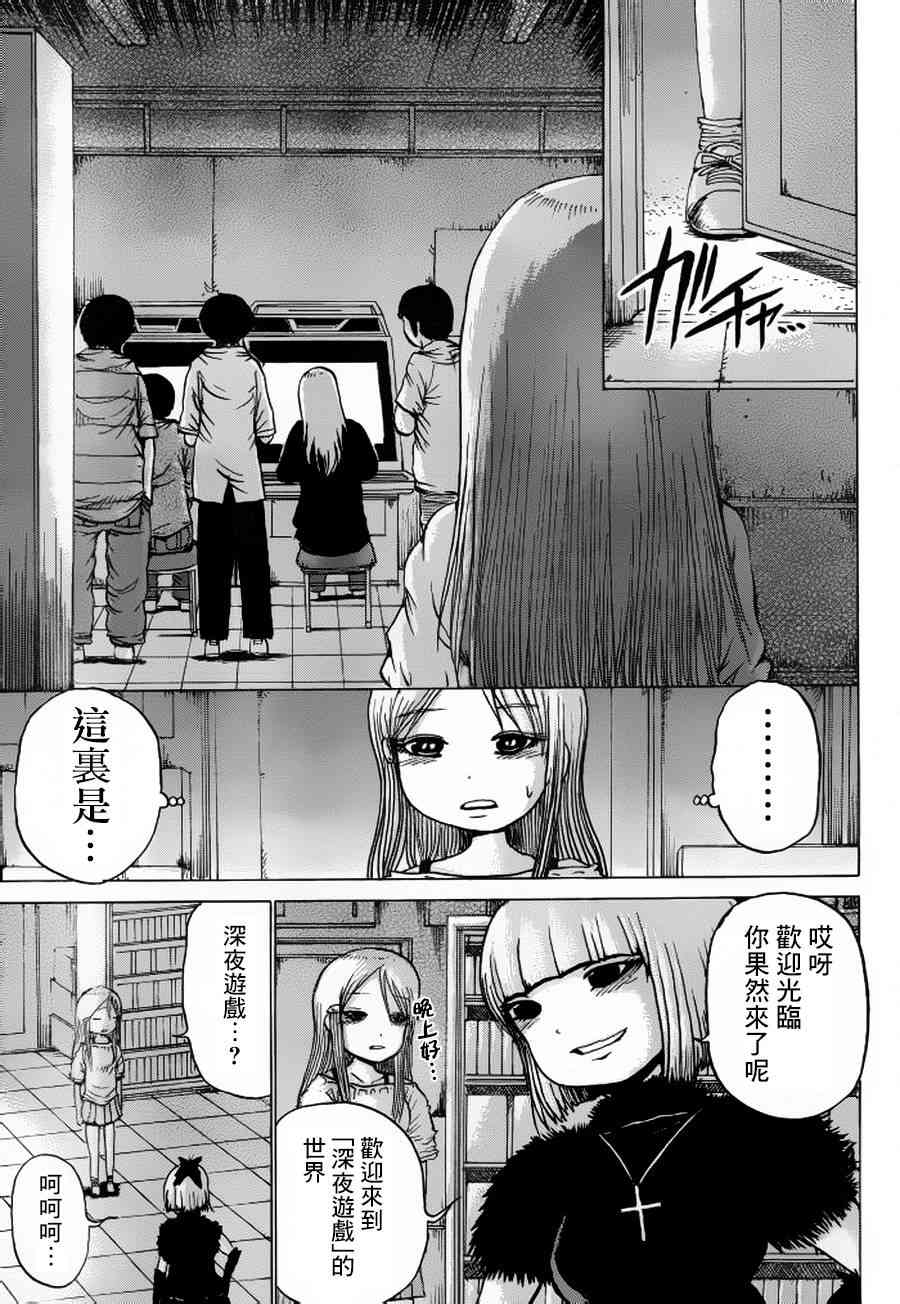 ガチャ…
………
這裏是…
哎呀
歡迎光臨
你果然來了呢
晚上好…
歡迎來到
「深夜遊戲」的
世界
深夜遊戲…?
呵呵呵…